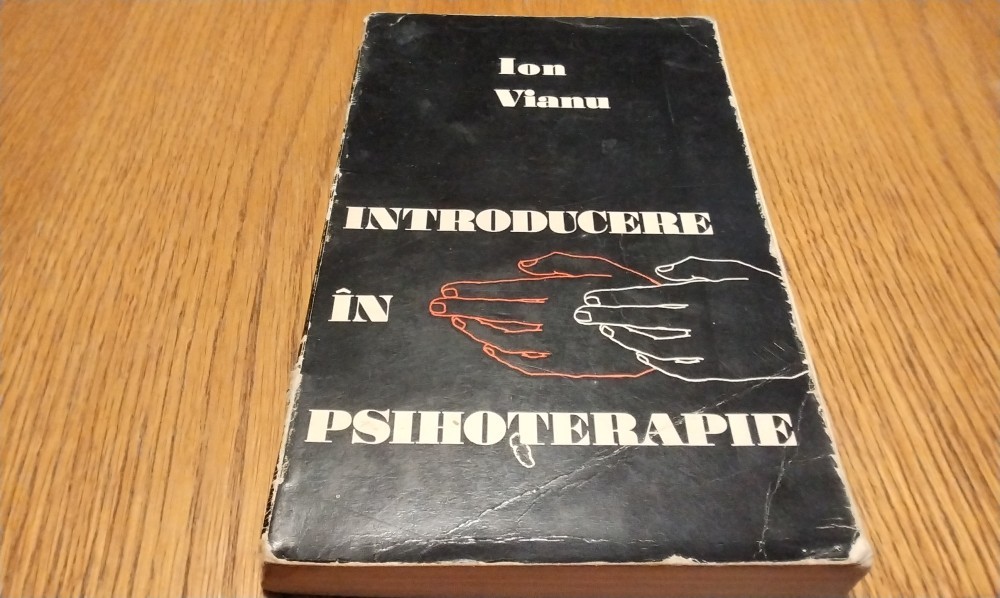 Ion
Vianu
INTRODUCERE
ÎN
PSIHOTERAPIE